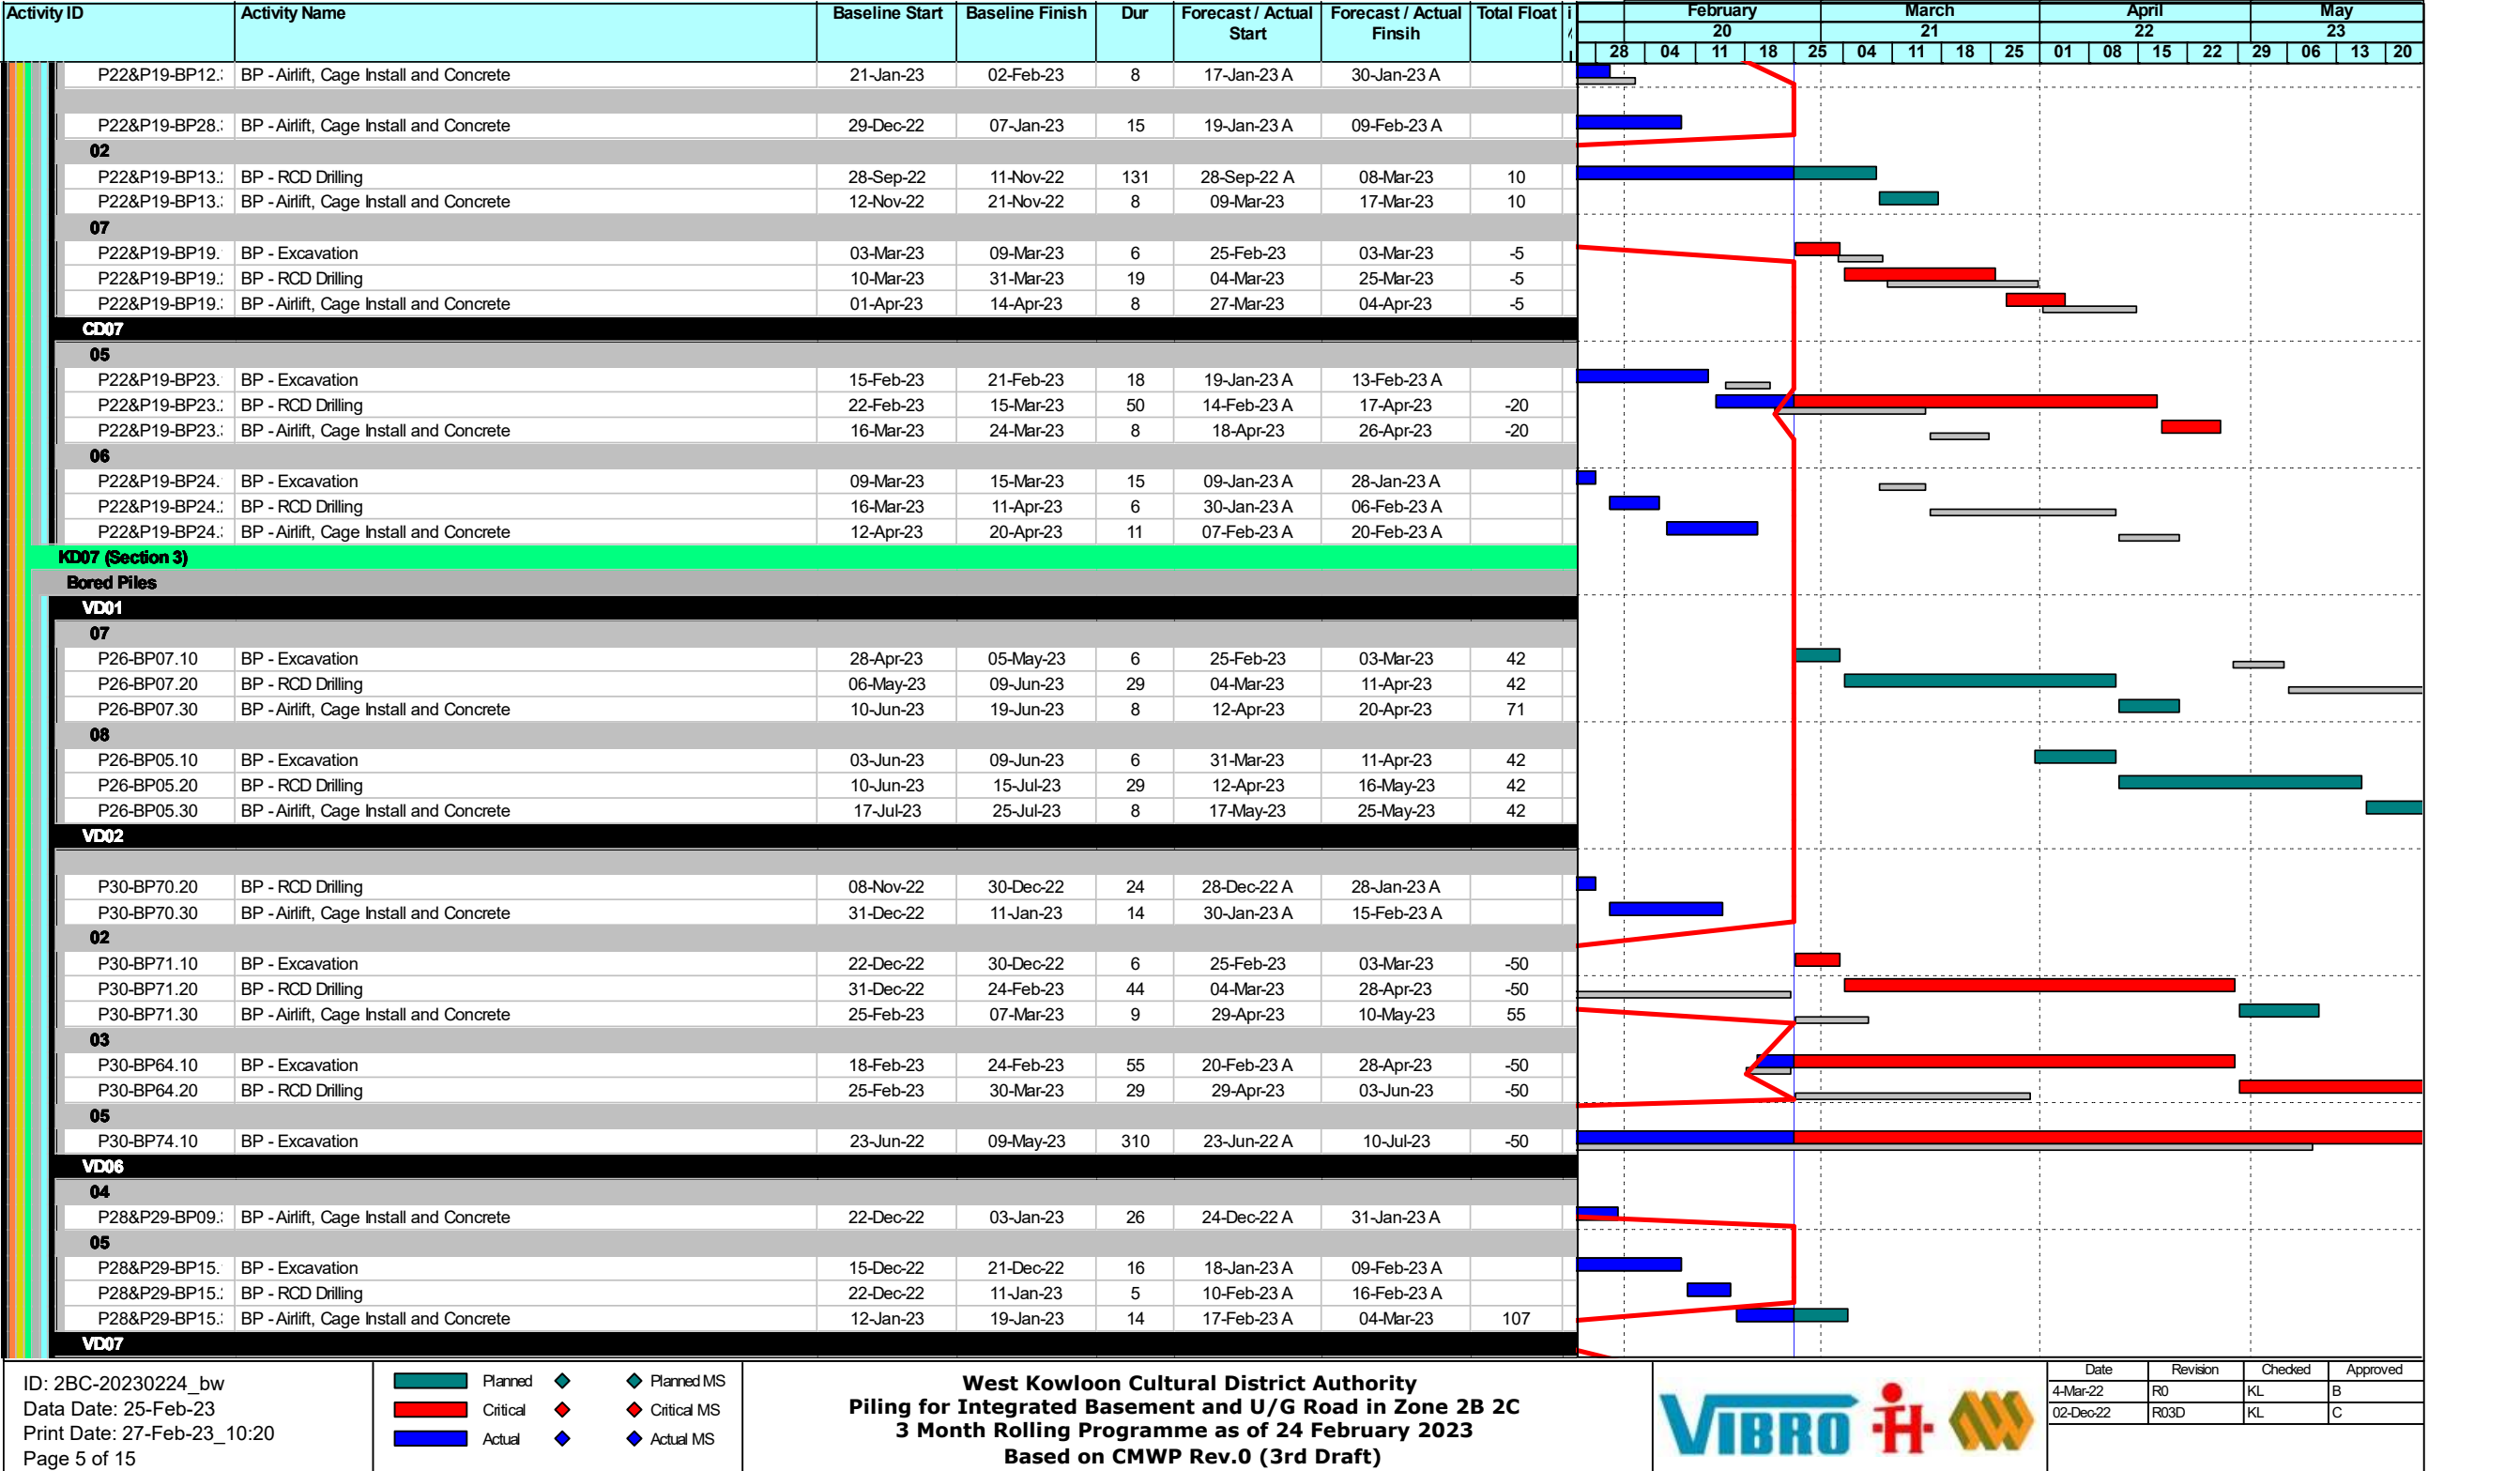 Activity ID Activity Name Baseline Start Baseline Finish Dur Forecast / Actual Start Forecast / Actual Finsih Total Float
February March April May
20 21 22 23
28 04 11 18 25 04 11 18 25 01 08 15 22 29 06 13 20
P22&P19-BP12. BP - Airlift, Cage Install and Concrete 21-Jan-23 02-Feb-23 8 17-Jan-23 A 30-Jan-23 A
P22&P19-BP28. BP - Airlift, Cage Install and Concrete 29-Dec-22 07-Jan-23 15 19-Jan-23 A 09-Feb-23 A
02
P22&P19-BP13. BP - RCD Drilling 28-Sep-22 11-Nov-22 131 28-Sep-22 A 08-Mar-23 10
P22&P19-BP13. BP - Airlift, Cage Install and Concrete 12-Nov-22 21-Nov-22 8 09-Mar-23 17-Mar-23 10
07
P22&P19-BP19. BP - Excavation 03-Mar-23 09-Mar-23 6 25-Feb-23 03-Mar-23 -5
P22&P19-BP19. BP - RCD Drilling 10-Mar-23 31-Mar-23 19 04-Mar-23 25-Mar-23 -5
P22&P19-BP19. BP - Airlift, Cage Install and Concrete 01-Apr-23 14-Apr-23 8 27-Mar-23 04-Apr-23 -5
CD07
05
P22&P19-BP23. BP - Excavation 15-Feb-23 21-Feb-23 18 19-Jan-23 A 13-Feb-23 A
P22&P19-BP23. BP - RCD Drilling 22-Feb-23 15-Mar-23 50 14-Feb-23 A 17-Apr-23 -20
P22&P19-BP23. BP - Airlift, Cage Install and Concrete 16-Mar-23 24-Mar-23 8 18-Apr-23 26-Apr-23 -20
06
P22&P19-BP24. BP - Excavation 09-Mar-23 15-Mar-23 15 09-Jan-23 A 28-Jan-23 A
P22&P19-BP24. BP - RCD Drilling 16-Mar-23 11-Apr-23 6 30-Jan-23 A 06-Feb-23 A
P22&P19-BP24. BP - Airlift, Cage Install and Concrete 12-Apr-23 20-Apr-23 11 07-Feb-23 A 20-Feb-23 A
KD07 (Section 3)
Bored Piles
VD01
07
P26-BP07.10 BP - Excavation 28-Apr-23 05-May-23 6 25-Feb-23 03-Mar-23 42
P26-BP07.20 BP - RCD Drilling 06-May-23 09-Jun-23 29 04-Mar-23 11-Apr-23 42
P26-BP07.30 BP - Airlift, Cage Install and Concrete 10-Jun-23 19-Jun-23 8 12-Apr-23 20-Apr-23 71
08
P26-BP05.10 BP - Excavation 03-Jun-23 09-Jun-23 6 31-Mar-23 11-Apr-23 42
P26-BP05.20 BP - RCD Drilling 10-Jun-23 15-Jul-23 29 12-Apr-23 16-May-23 42
P26-BP05.30 BP - Airlift, Cage Install and Concrete 17-Jul-23 25-Jul-23 8 17-May-23 25-May-23 42
VD02
P30-BP70.20 BP - RCD Drilling 08-Nov-22 30-Dec-22 24 28-Dec-22 A 28-Jan-23 A
P30-BP70.30 BP - Airlift, Cage Install and Concrete 31-Dec-22 11-Jan-23 14 30-Jan-23 A 15-Feb-23 A
02
P30-BP71.10 BP - Excavation 22-Dec-22 30-Dec-22 6 25-Feb-23 03-Mar-23 -50
P30-BP71.20 BP - RCD Drilling 31-Dec-22 24-Feb-23 44 04-Mar-23 28-Apr-23 -50
P30-BP71.30 BP - Airlift, Cage Install and Concrete 25-Feb-23 07-Mar-23 9 29-Apr-23 10-May-23 55
03
P30-BP64.10 BP - Excavation 18-Feb-23 24-Feb-23 55 20-Feb-23 A 28-Apr-23 -50
P30-BP64.20 BP - RCD Drilling 25-Feb-23 30-Mar-23 29 29-Apr-23 03-Jun-23 -50
05
P30-BP74.10 BP - Excavation 23-Jun-22 09-May-23 310 23-Jun-22 A 10-Jul-23 -50
VD06
04
P28&P29-BP09. BP - Airlift, Cage Install and Concrete 22-Dec-22 03-Jan-23 26 24-Dec-22 A 31-Jan-23 A
05
P28&P29-BP15. BP - Excavation 15-Dec-22 21-Dec-22 16 18-Jan-23 A 09-Feb-23 A
P28&P29-BP15. BP - RCD Drilling 22-Dec-22 11-Jan-23 5 10-Feb-23 A 16-Feb-23 A
P28&P29-BP15. BP - Airlift, Cage Install and Concrete 12-Jan-23 19-Jan-23 14 17-Feb-23 A 04-Mar-23 107
VD07
ID: 2BC-20230224_bw
Data Date: 25-Feb-23
Print Date: 27-Feb-23_10:20
Page 5 of 15
Planned Planned MS
Critical Critical MS
Actual Actual MS
West Kowloon Cultural District Authority
Piling for Integrated Basement and U/G Road in Zone 2B 2C
3 Month Rolling Programme as of 24 February 2023
Based on CMWP Rev.0 (3rd Draft)
VIBRO
Date Revision Checked Approved
4-Mar-22 R0 KL B
02-Dec-22 R03D KL C